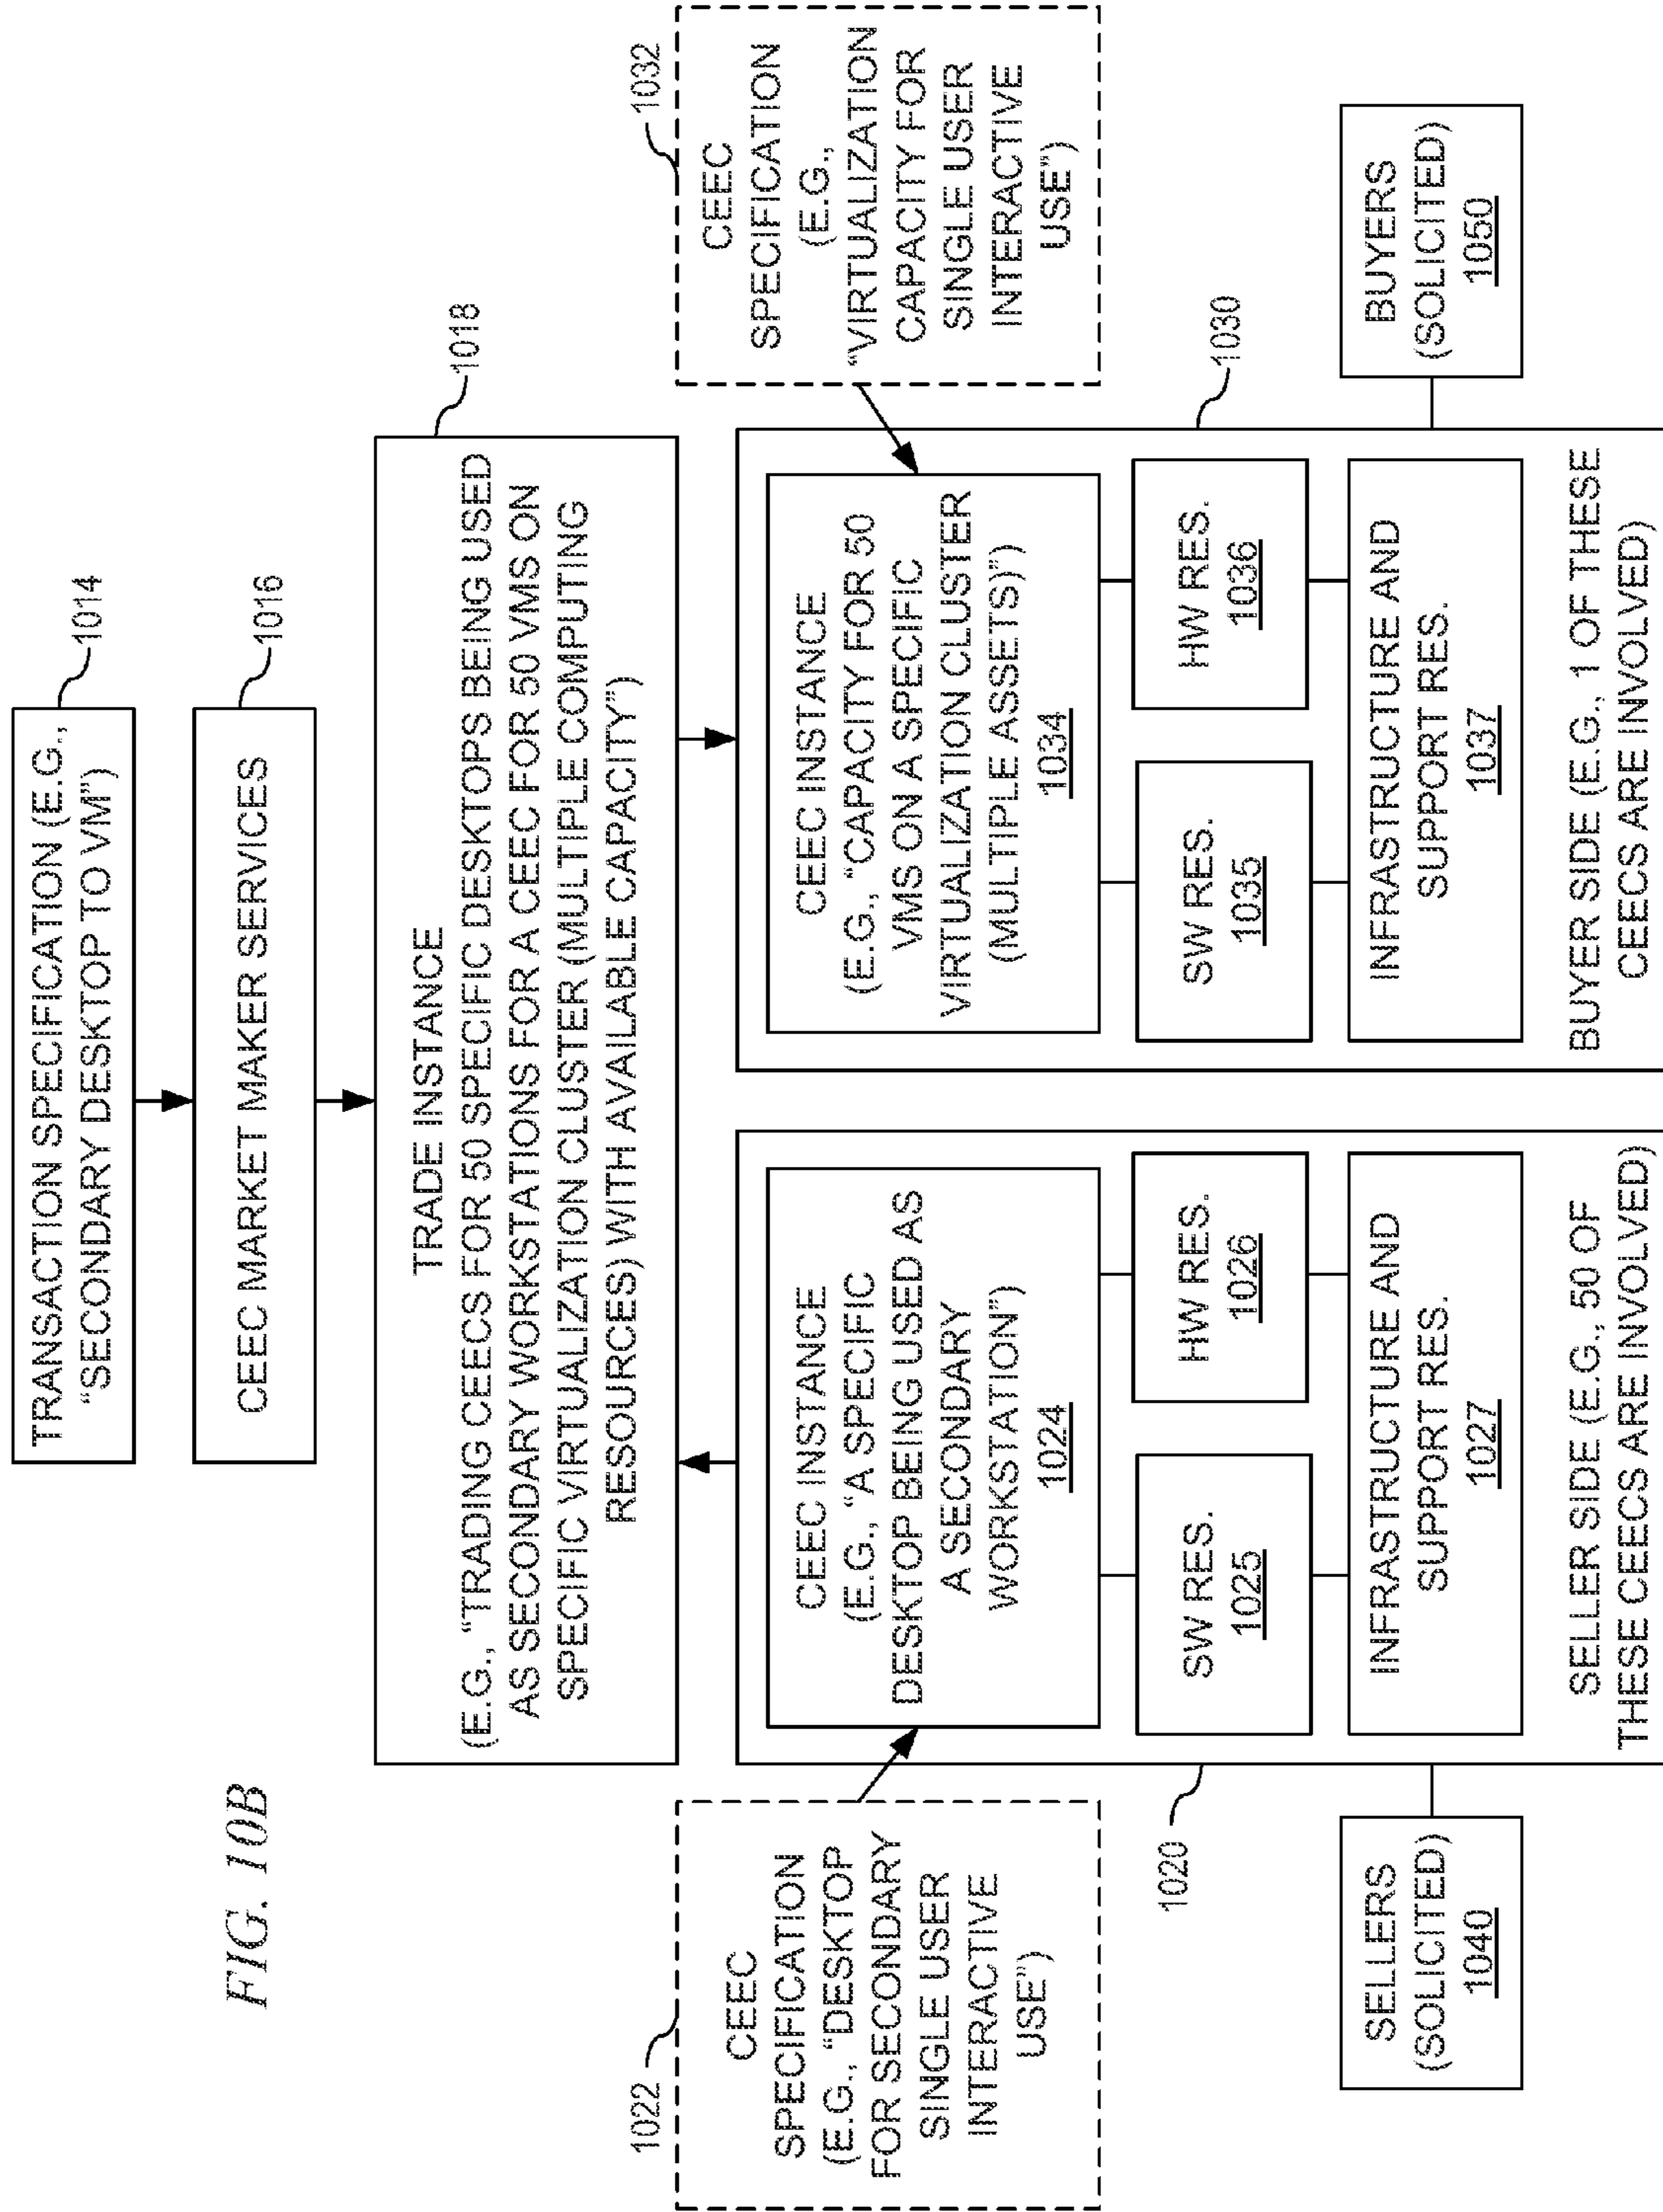 FIG. 10B
TRANSACTION SPECIFICATION (E.G.,
"SECONDARY DESKTOP TO VM")
1014
CEEC MARKET MAKER SERVICES
1016
TRADE INSTANCE
(E.G., "TRADING CEECS FOR 50 SPECIFIC DESKTOPS BEING USED
AS SECONDARY WORKSTATIONS FOR A CEEC FOR 50 VMS ON
SPECIFIC VIRTUALIZATION CLUSTER (MULTIPLE COMPUTING
RESOURCES) WITH AVAILABLE CAPACITY")
1018
1022
CEEC
SPECIFICATION
(E.G., "DESKTOP
FOR SECONDARY
SINGLE USER
INTERACTIVE
USE")
CEEC INSTANCE
(E.G., "A SPECIFIC
DESKTOP BEING USED AS
A SECONDARY
WORKSTATION")
1024
SW RES.
1025
HW RES.
1026
INFRASTRUCTURE AND
SUPPORT RES.
1027
SELLER SIDE (E.G., 50 OF
THESE CEECS ARE INVOLVED)
1020
SELLERS
(SOLICITED)
1040
CEEC INSTANCE
(E.G., "CAPACITY FOR 50
VMS ON A SPECIFIC
VIRTUALIZATION CLUSTER
(MULTIPLE ASSETS)")
1034
SW RES.
1035
HW RES.
1036
INFRASTRUCTURE AND
SUPPORT RES.
1037
BUYER SIDE (E.G., 1 OF THESE
CEECS ARE INVOLVED)
1030
1032
CEEC
SPECIFICATION
(E.G.,
"VIRTUALIZATION
CAPACITY FOR
SINGLE USER
INTERACTIVE
USE")
BUYERS
(SOLICITED)
1050